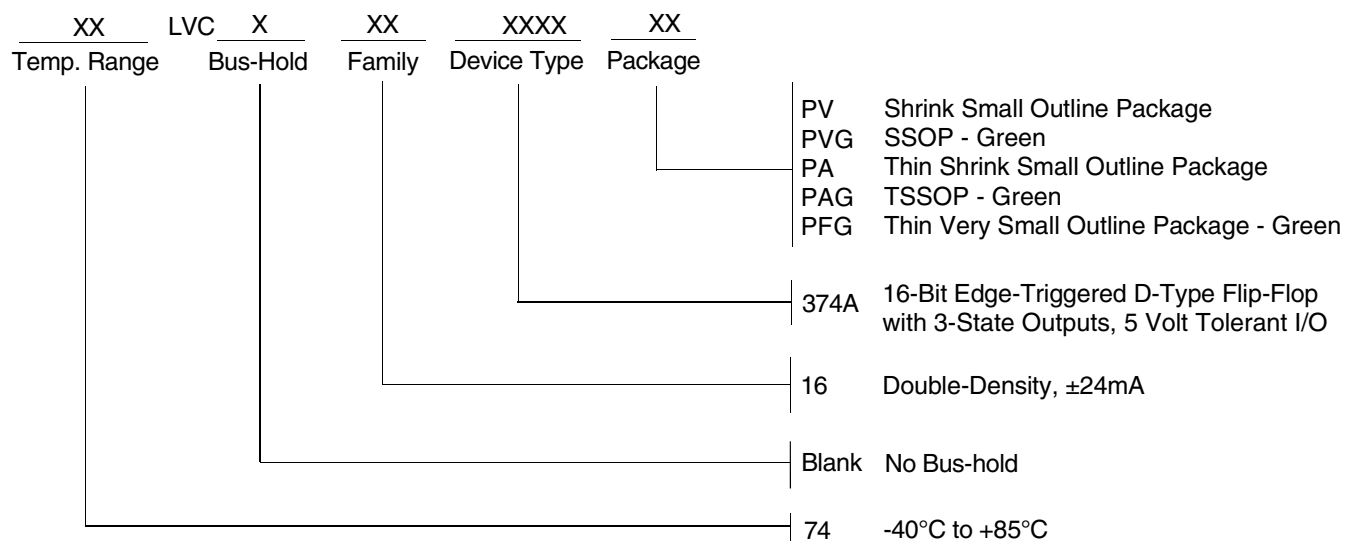 XX LVC X XX XXXX XX
Temp. Range Bus-Hold Family Device Type Package
PV Shrink Small Outline Package
PVG SSOP - Green
PA Thin Shrink Small Outline Package
PAG TSSOP - Green
PFG Thin Very Small Outline Package - Green
374A 16-Bit Edge-Triggered D-Type Flip-Flop
with 3-State Outputs, 5 Volt Tolerant I/O
16 Double-Density, ±24mA
Blank No Bus-hold
74 -40°C to +85°C